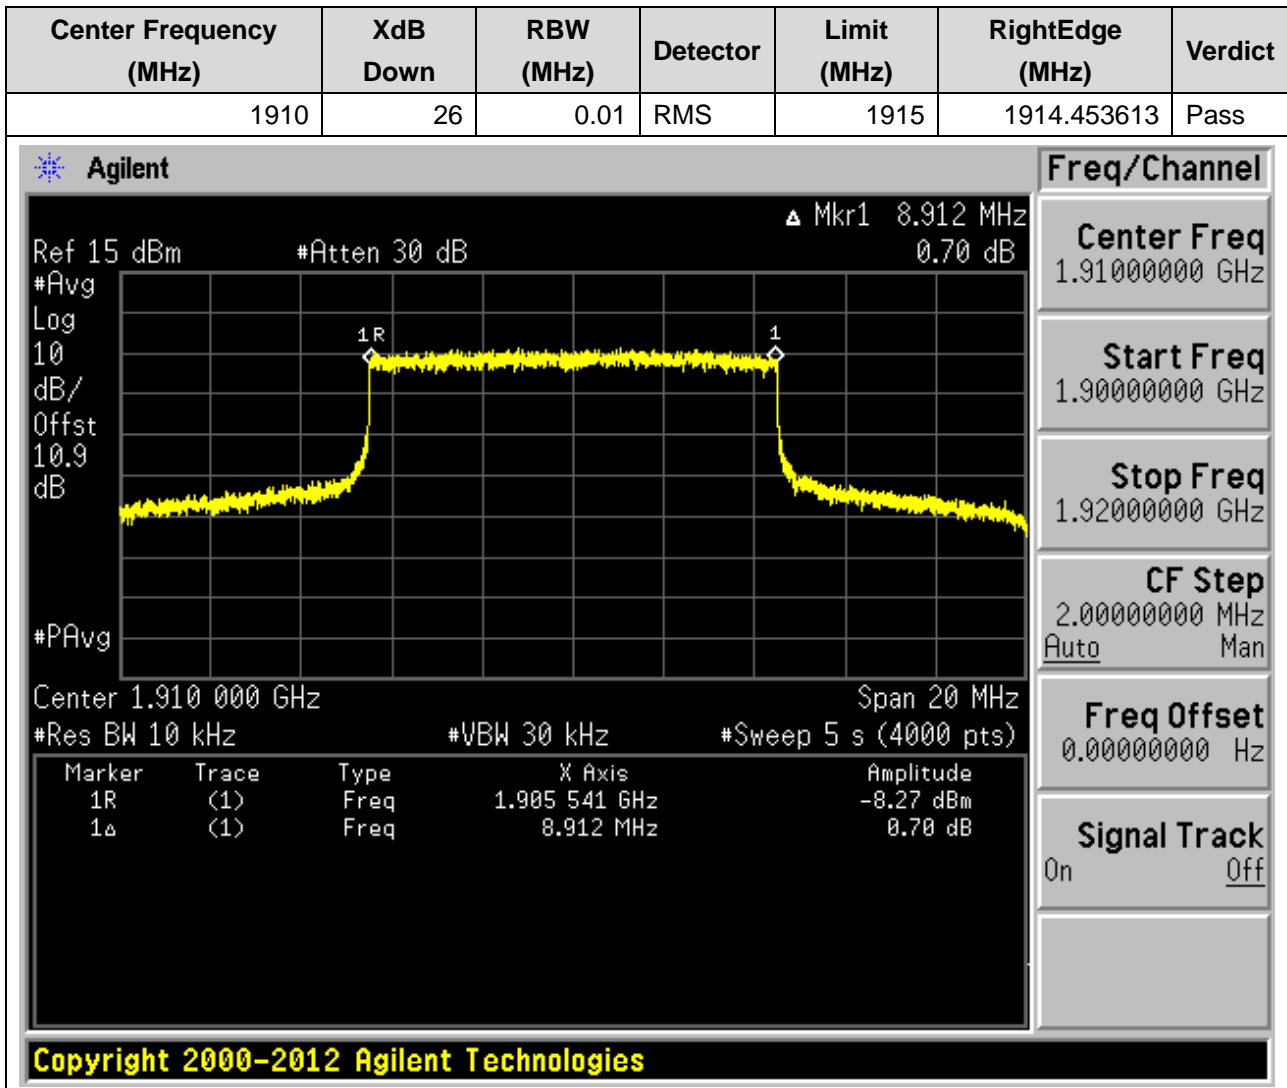 Center Frequency (MHz) XdB Down RBW (MHz) Detector Limit (MHz) RightEdge (MHz) Verdict
1910 26 0.01 RMS 1915 1914.453613 Pass
Agilent
Freq/Channel
Δ Mkr1 8.912 MHz
Ref 15 dBm #Atten 30 dB 0.70 dB
#Avg
Log
10
dB/
Offst
10.9
dB
#PAvg
1R
1
Center 1.910 000 GHz Span 20 MHz
#Res BW 10 kHz #VBW 30 kHz #Sweep 5 s (4000 pts)
Marker Trace Type X Axis Amplitude
1R (1) Freq 1.905 541 GHz -8.27 dBm
1Δ (1) Freq 8.912 MHz 0.70 dB
Center Freq
1.91000000 GHz
Start Freq
1.90000000 GHz
Stop Freq
1.92000000 GHz
CF Step
2.00000000 MHz
Auto Man
Freq Offset
0.00000000 Hz
Signal Track
On Off
Copyright 2000-2012 Agilent Technologies